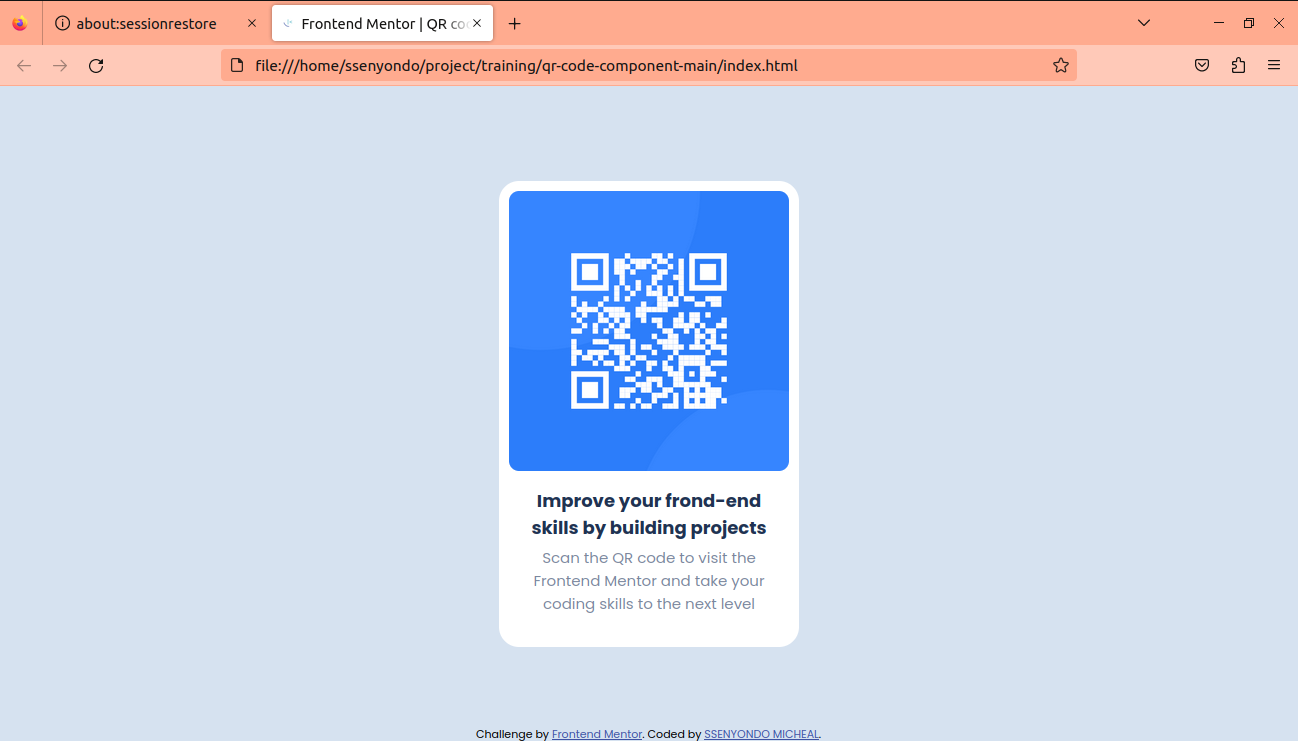 about:sessionrestore
Frontend Mentor | QR co
file:///home/ssenyondo/project/training/qr-code-component-main/index.html
Improve your frond-end
skills by building projects
Scan the QR code to visit the
Frontend Mentor and take your
coding skills to the next level
Challenge by Frontend Mentor. Coded by SSENYONDO MICHEAL.